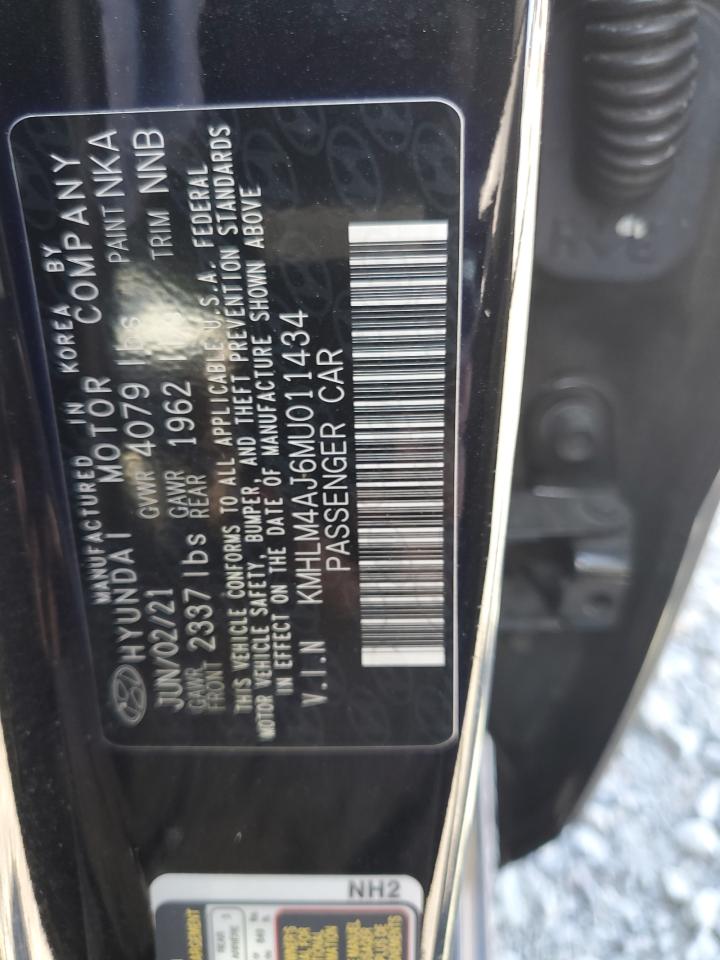 MANUFACTURED IN KOREA BY
HYUNDAI MOTOR COMPANY
JUN/02/21 GVWR 4079 lbs PAINT NKA
GAWR FRONT 2337 lbs GAWR REAR 1962 TRIM NNB
THIS VEHICLE CONFORMS TO ALL APPLICABLE U.S.A. FEDERAL
MOTOR VEHICLE SAFETY, BUMPER, AND THEFT PREVENTION STANDARDS
IN EFFECT ON THE DATE OF MANUFACTURE SHOWN ABOVE
V.I.N KMHLM4AJ6MU011434
PASSENGER CAR
NH2
REAR 3